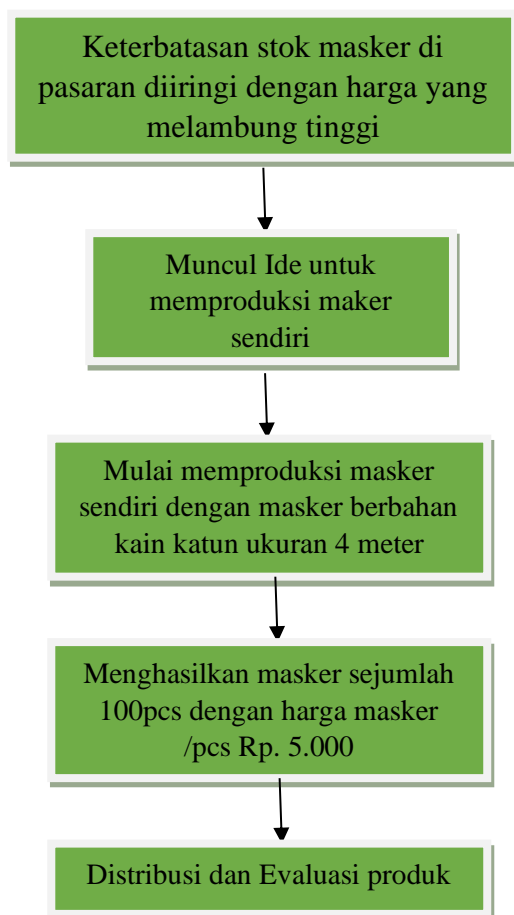 Keterbatasan stok masker di
pasaran diiringi dengan harga yang
melambung tinggi
Muncul Ide untuk
memproduksi maker
sendiri
Mulai memproduksi masker
sendiri dengan masker berbahan
kain katun ukuran 4 meter
Menghasilkan masker sejumlah
100pcs dengan harga masker
/pcs Rp. 5.000
Distribusi dan Evaluasi produk